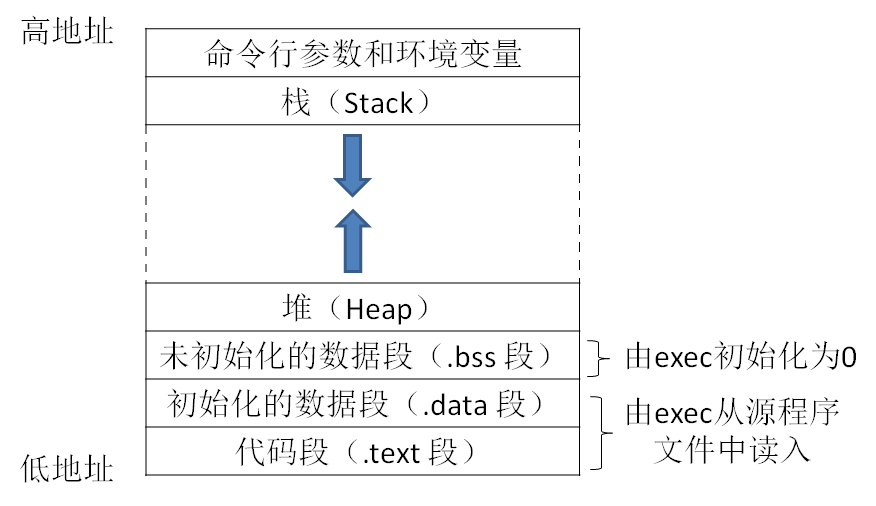 高地址
命令行参数和环境变量
栈（Stack）
堆（Heap）
未初始化的数据段（.bss 段）
由exec初始化为0
初始化的数据段（.data 段）
由exec从源程序
文件中读入
代码段（.text 段）
低地址